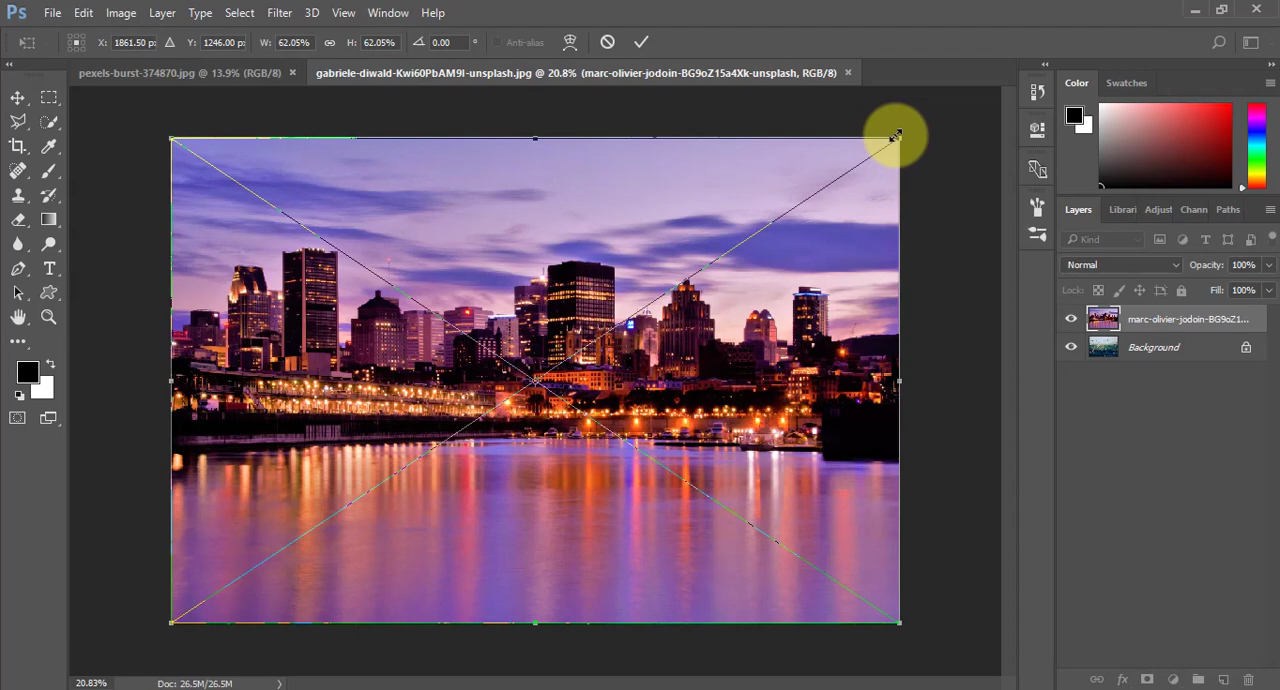 Ps File Edit Image Layer Type Select Filter 3D View Window Help
X: 1861.50 px Y: 1246.00 px W: 62.05% H: 62.05% 0.00 ° Anti-alias
pexels-burst-374870.jpg @ 13.9% (RGB/8) × gabriele-diwald-Kwi60PbAM9I-unsplash.jpg @ 20.8% (marc-olivier-jodoin-BG9oZ15a4Xk-unsplash, RGB/8) ×
Color Swatches
Layers Librari Adjust Chann Paths
Kind
Normal Opacity: 100%
Lock: Fill: 100%
marc-olivier-jodoin-BG9oZ1...
Background
fx
20.83% Doc: 26.5M/26.5M